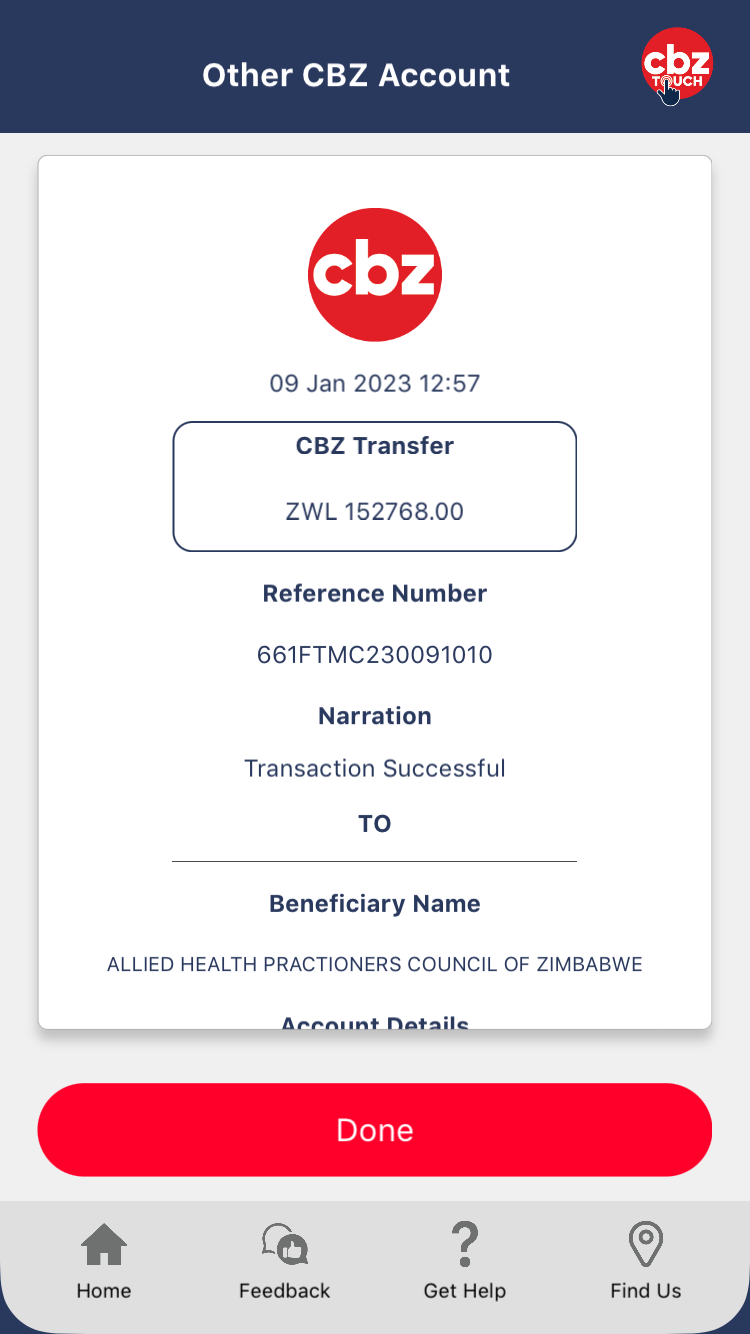 Other CBZ Account
cbz
TOUCH
cbz
09 Jan 2023 12:57
CBZ Transfer
ZWL 152768.00
Reference Number
661FTMC230091010
Narration
Transaction Successful
TO
Beneficiary Name
ALLIED HEALTH PRACTIONERS COUNCIL OF ZIMBABWE
Account Details
Done
Home
Feedback
Get Help
Find Us